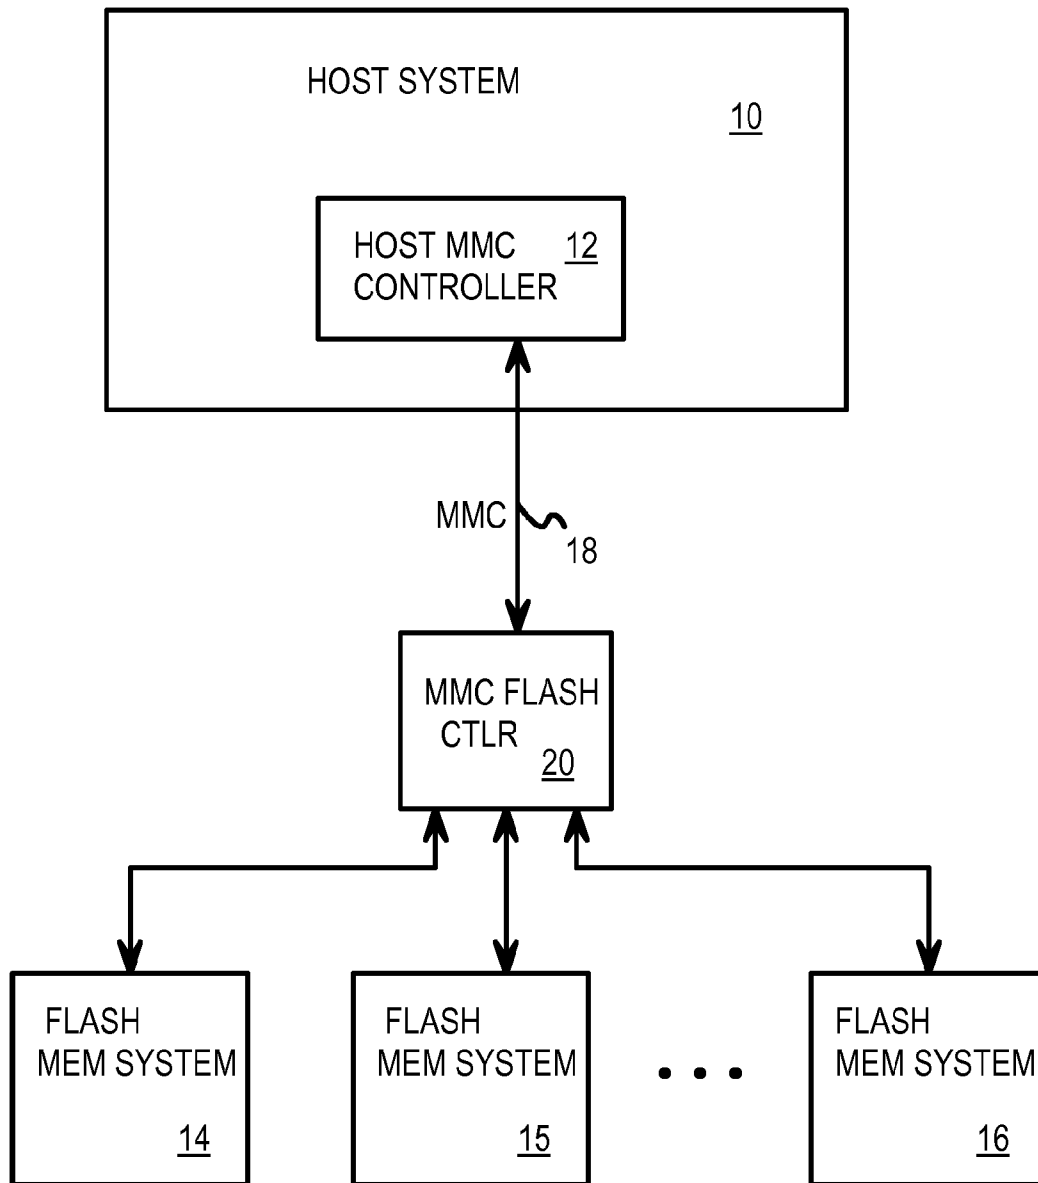 HOST SYSTEM
10
HOST MMC 12
CONTROLLER
MMC
18
MMC FLASH
CTLR
20
FLASH
MEM SYSTEM
14
FLASH
MEM SYSTEM
15
• • •
FLASH
MEM SYSTEM
16